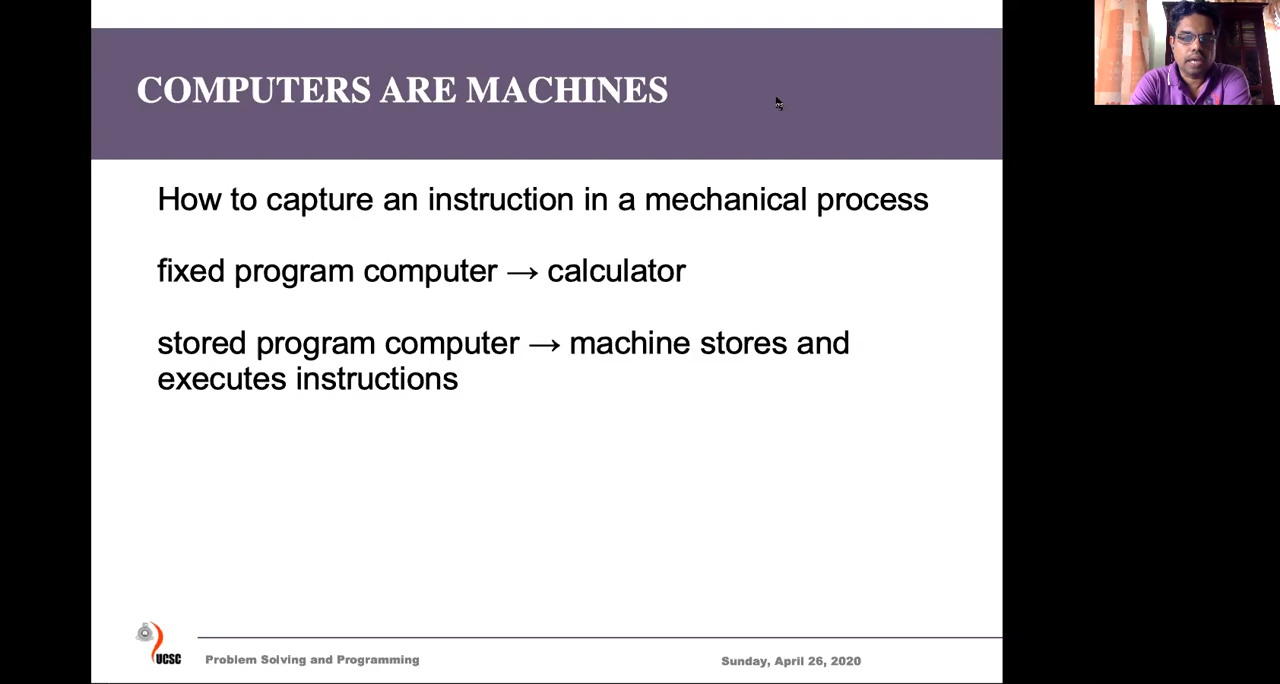 COMPUTERS ARE MACHINES
How to capture an instruction in a mechanical process
fixed program computer → calculator
stored program computer → machine stores and
executes instructions
UCSC
Problem Solving and Programming
Sunday, April 26, 2020